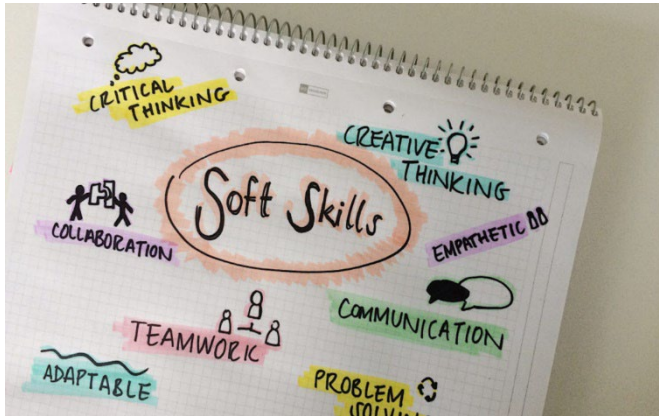 CRITICAL
THINKING
CREATIVE
THINKING
Soft Skills
COLLABORATION
EMPATHETIC
COMMUNICATION
TEAMWORK
ADAPTABLE
PROBLEM